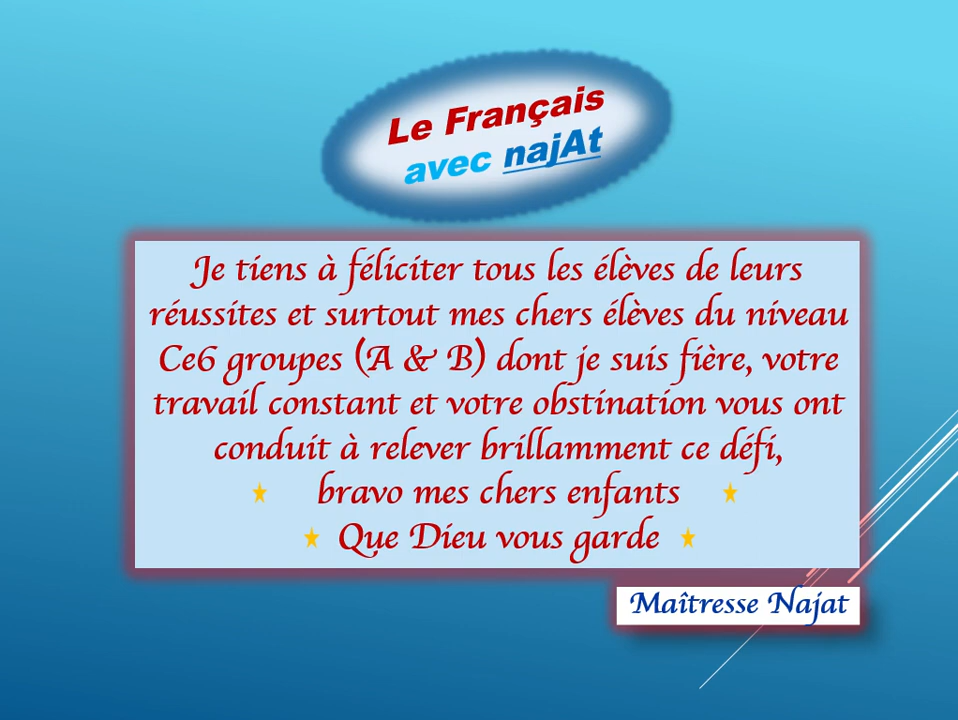 Le Français
avec najAt
Je tiens à féliciter tous les élèves de leurs
réussites et surtout mes chers élèves du niveau
Ce6 groupes (A & B) dont je suis fière, votre
travail constant et votre obstination vous ont
conduit à relever brillamment ce défi,
bravo mes chers enfants
Que Dieu vous garde
Maîtresse Najat